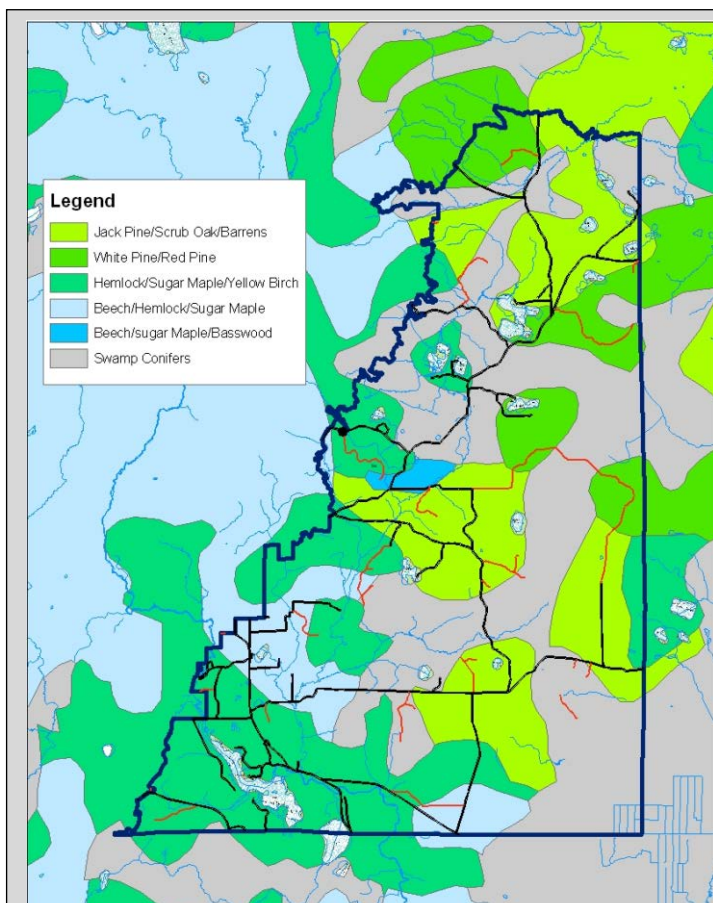 Legend
Jack Pine/Scrub Oak/Barrens
White Pine/Red Pine
Hemlock/Sugar Maple/Yellow Birch
Beech/Hemlock/Sugar Maple
Beech/sugar Maple/Basswood
Swamp Conifers